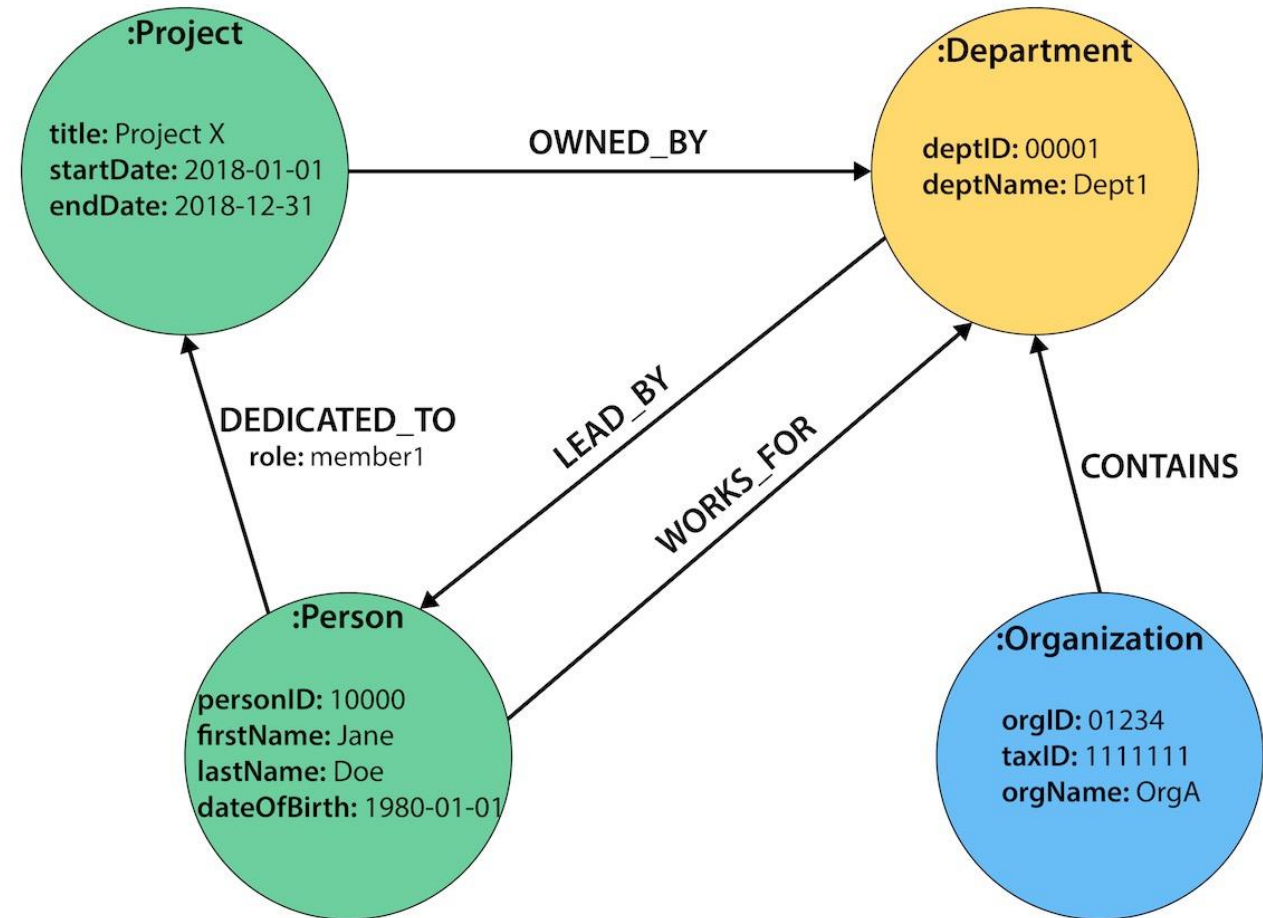 :Project
title: Project X
startDate: 2018-01-01
endDate: 2018-12-31
OWNED_BY
:Department
deptID: 00001
deptName: Dept1
DEDICATED_TO
role: member1
LEAD_BY
WORKS_FOR
CONTAINS
:Person
personID: 10000
firstName: Jane
lastName: Doe
dateOfBirth: 1980-01-01
:Organization
orgID: 01234
taxID: 1111111
orgName: OrgA